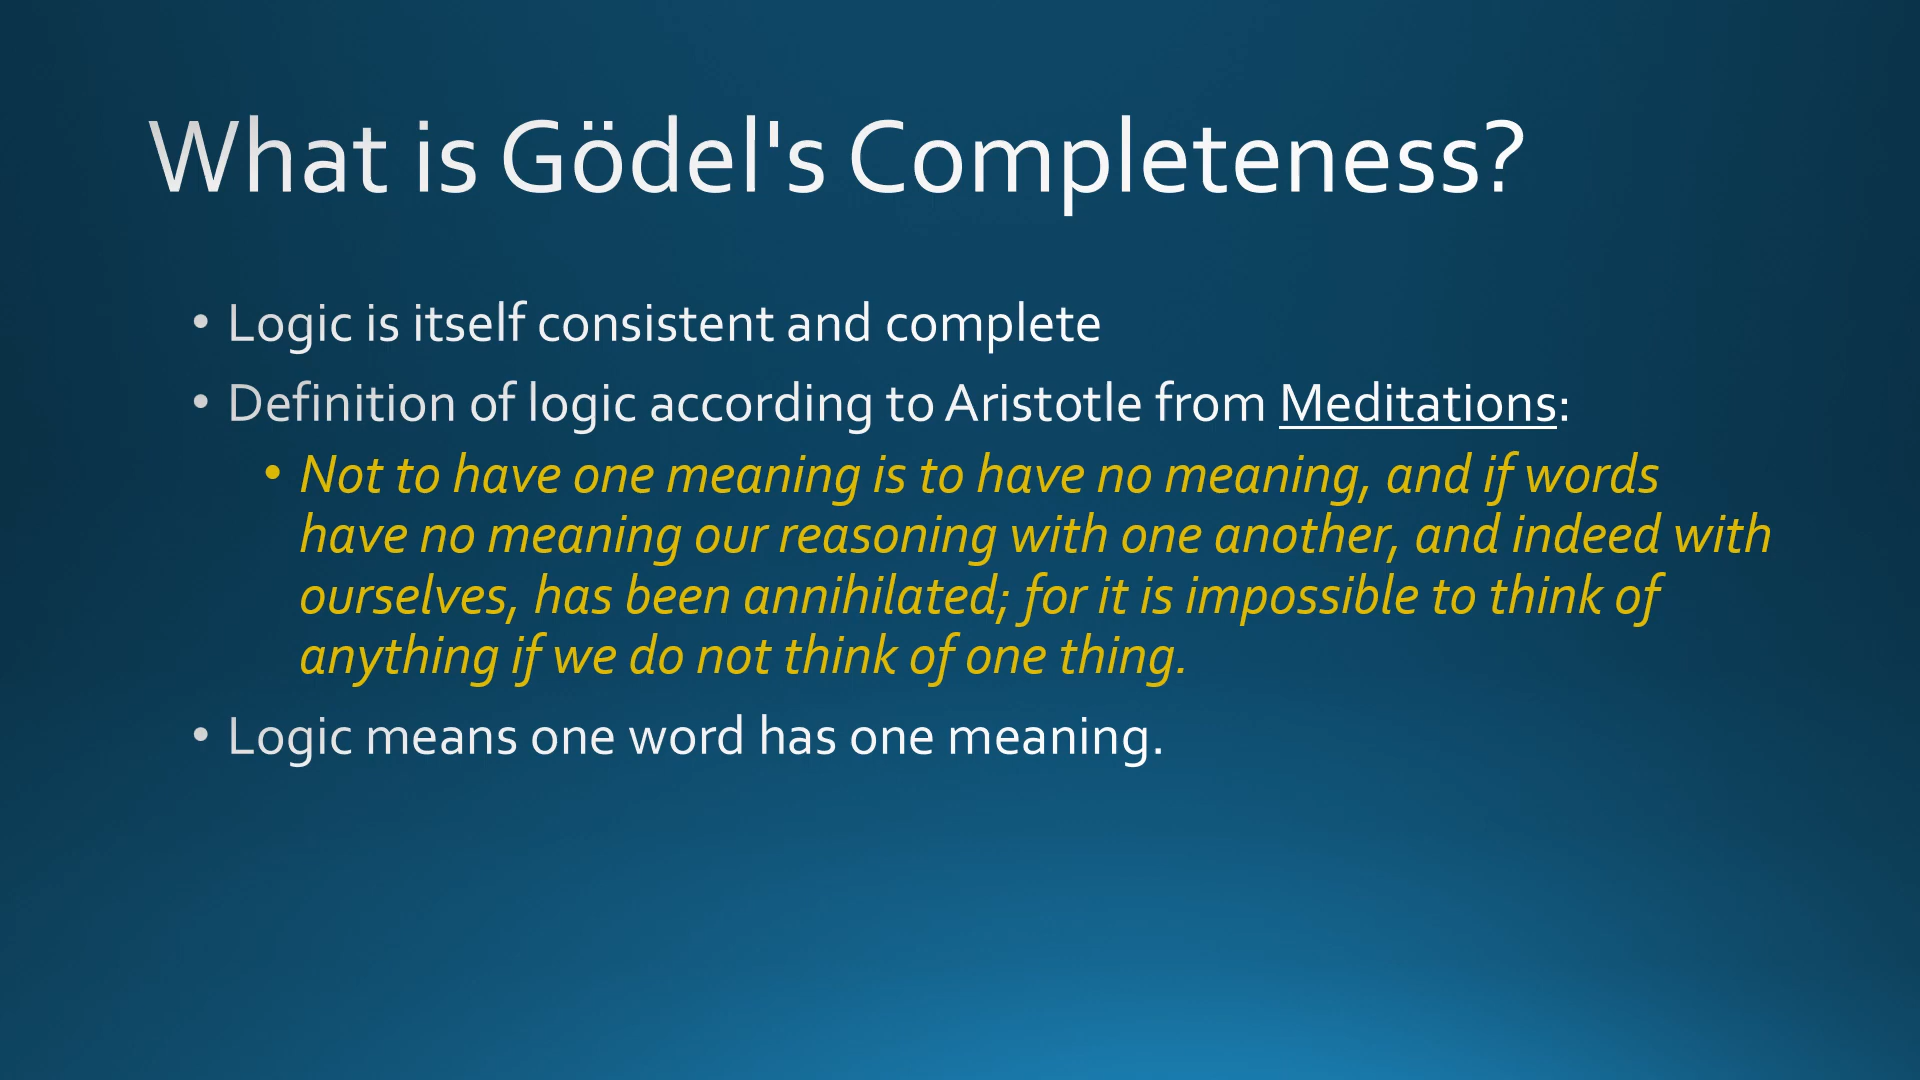 What is Gödel's Completeness?
• Logic is itself consistent and complete
• Definition of logic according to Aristotle from Meditations:
• Not to have one meaning is to have no meaning, and if words
have no meaning our reasoning with one another, and indeed with
ourselves, has been annihilated; for it is impossible to think of
anything if we do not think of one thing.
• Logic means one word has one meaning.